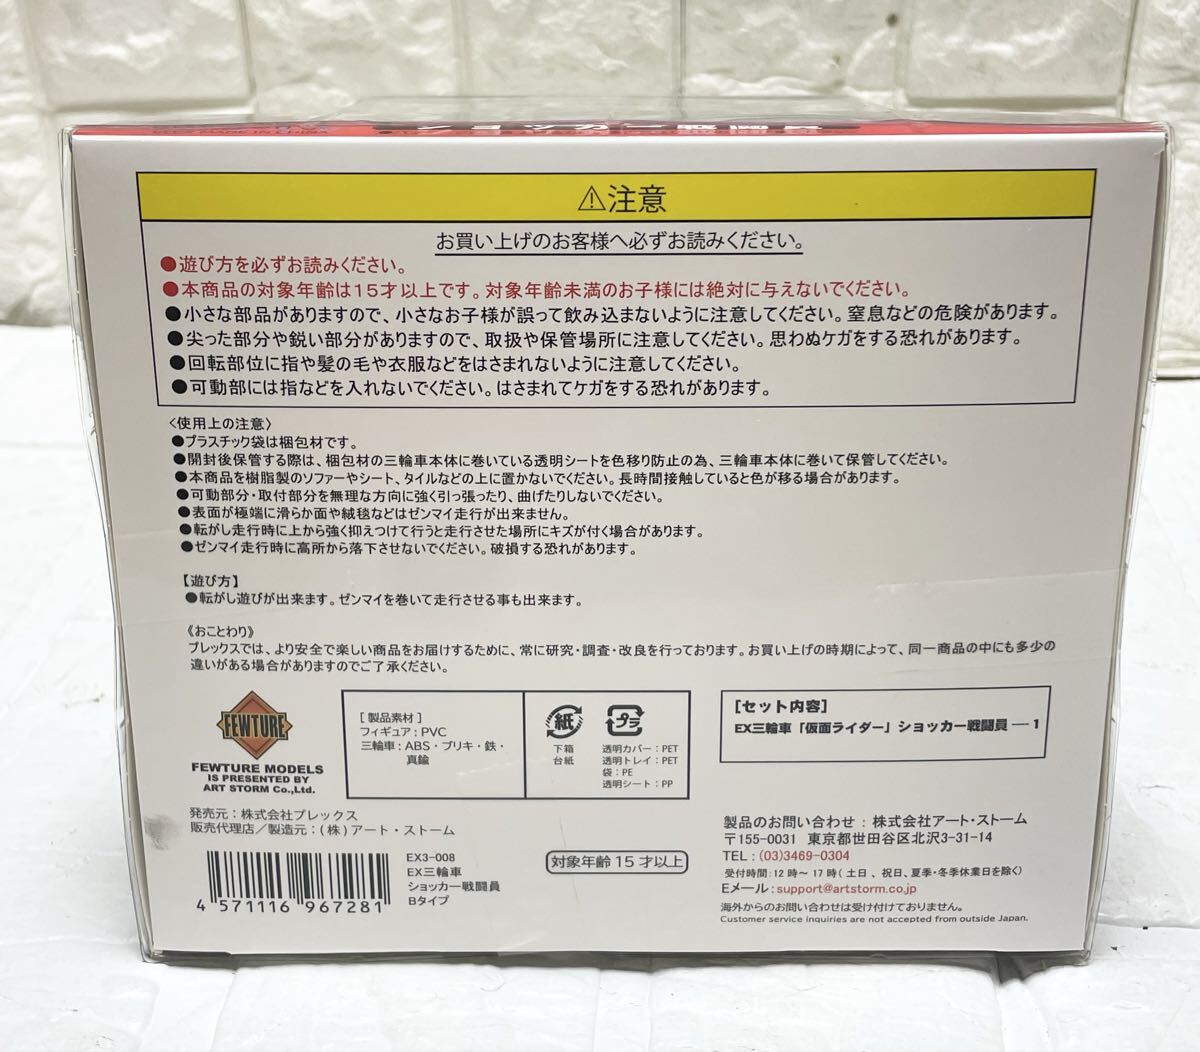 ⚠注意
お買い上げのお客様へ必ずお読みください。
●遊び方を必ずお読みください。
●本商品の対象年齢は15才以上です。対象年齢未満のお子様には絶対に与えないでください。
●小さな部品がありますので、小さなお子様が誤って飲み込まないように注意してください。窒息などの危険があります。
●尖った部分や鋭い部分がありますので、取扱や保管場所に注意してください。思わぬケガをする恐れがあります。
●回転部位に指や髪の毛や衣服などをはさまれないように注意してください。
●可動部には指などを入れないでください。はさまれてケガをする恐れがあります。
〈使用上の注意〉
●プラスチック袋は梱包材です。
●開封後保管する際は、梱包材の三輪車本体に巻いている透明シートを色移り防止の為、三輪車本体に巻いて保管してください。
●本商品を樹脂製のソファーやシート、タイルなどの上に置かないでください。長時間接触していると色が移る場合があります。
●可動部分・取付部分を無理な方向に強く引っ張ったり、曲げたりしないでください。
●表面が極端に滑らか面や絨毯などはゼンマイ走行が出来ません。
●転がし走行時に上から強く抑えつけて行うと走行させた場所にキズが付く場合があります。
●ゼンマイ走行時に高所から落下させないでください。破損する恐れがあります。
【遊び方】
●転がし遊びが出来ます。ゼンマイを巻いて走行させる事も出来ます。
《おことわり》
プレックスでは、より安全で楽しい商品をお届けするために、常に研究・調査・改良を行っております。お買い上げの時期によって、同一商品の中にも多少の
違いがある場合がありますのでご了承ください。
FEWTURE
FEWTURE MODELS
IS PRESENTED BY
ART STORM Co.,Ltd.
[ 製品素材 ]
フィギュア：PVC
三輪車：ABS・ブリキ・鉄・
真鍮
紙
下箱
台紙
プラ
透明カバー：PET
透明トレイ：PET
袋：PE
透明シート：PP
[セット内容]
EX三輪車「仮面ライダー」ショッカー戦闘員 ―1
発売元：株式会社プレックス
販売代理店／製造元：(株)アート・ストーム
4 571116 967281
EX3-008
EX三輪車
ショッカー戦闘員
Bタイプ
対象年齢15才以上
製品のお問い合わせ：株式会社アート・ストーム
〒155-0031 東京都世田谷区北沢3-31-14
TEL：(03)3469-0304
受付時間：12時～17時(土日、祝日、夏季・冬季休業日を除く)
Eメール：support@artstorm.co.jp
海外からのお問い合わせは受け付けておりません。
Customer service inquiries are not accepted from outside Japan.